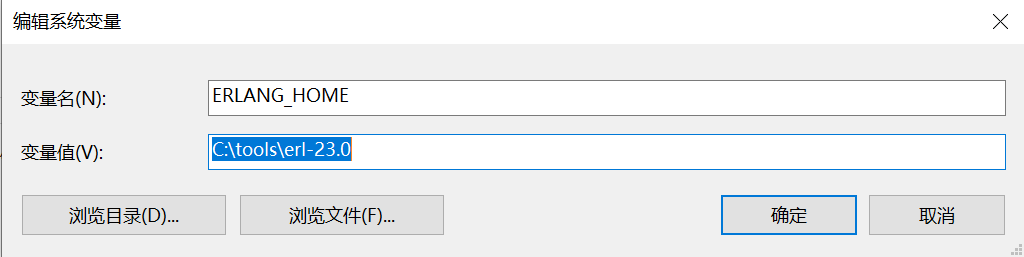 编辑系统变量
变量名(N): ERLANG_HOME
变量值(V): C:\tools\erl-23.0
浏览目录(D)... 浏览文件(F)... 确定 取消